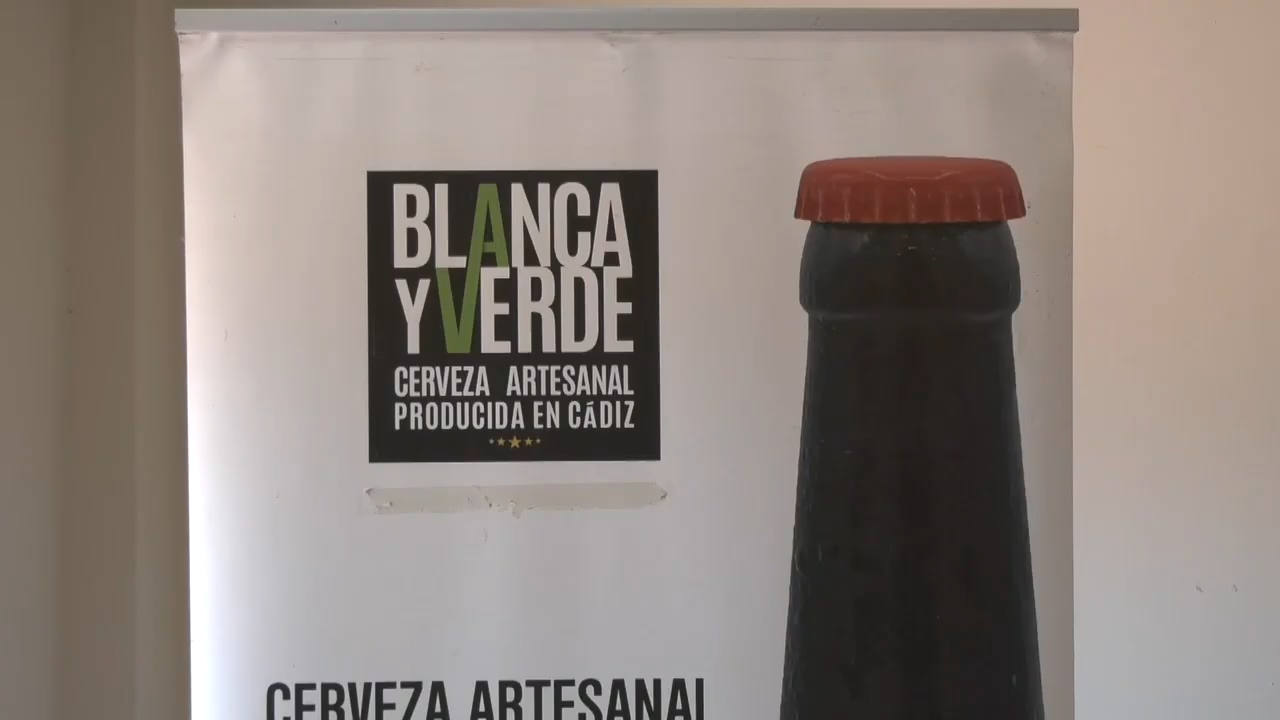 BLANCA
Y VERDE
CERVEZA ARTESANAL
PRODUCIDA EN CÁDIZ
CERVEZA ARTESANAL